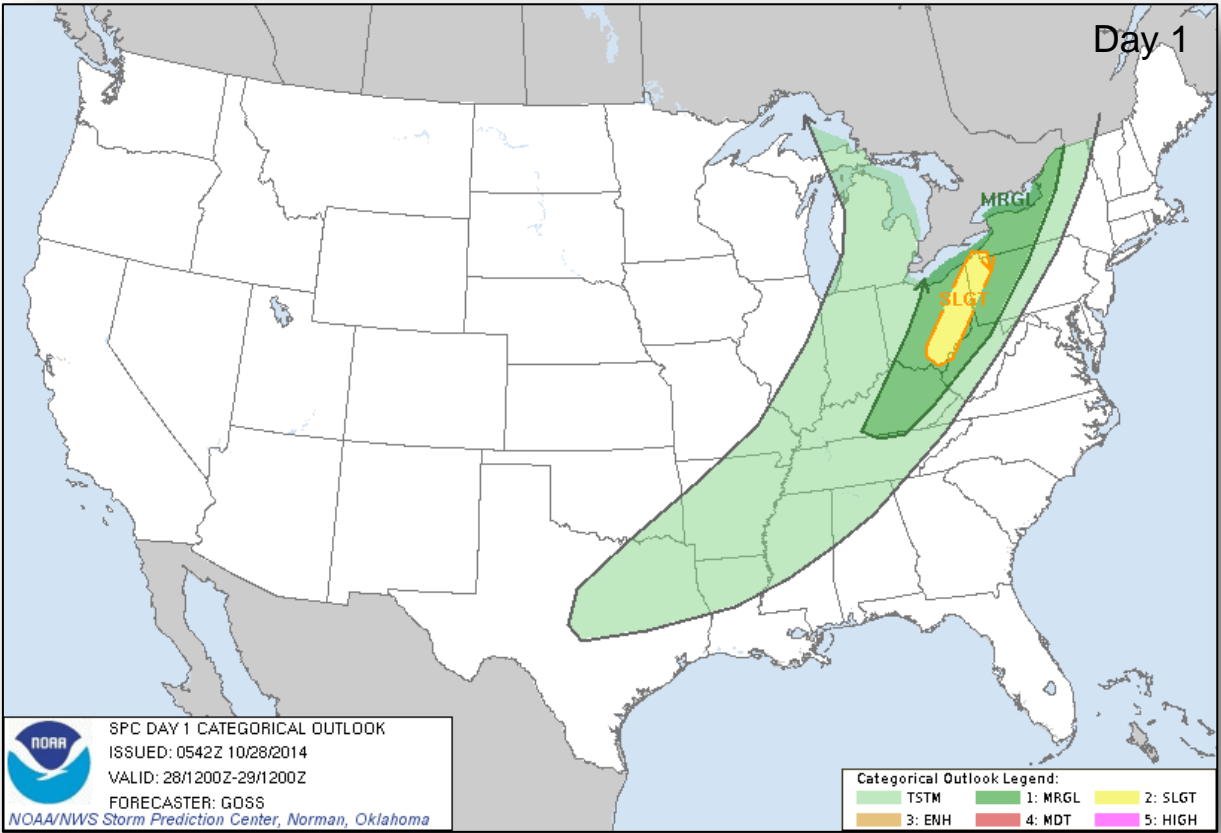 Day 1
MRGL
SLGT
NOAA
SPC DAY 1 CATEGORICAL OUTLOOK
ISSUED: 0542Z 10/28/2014
VALID: 28/1200Z-29/1200Z
FORECASTER: GOSS
NOAA/NWS Storm Prediction Center, Norman, Oklahoma
Categorical Outlook Legend:
TSTM 1: MRGL 2: SLGT
3: ENH 4: MDT 5: HIGH